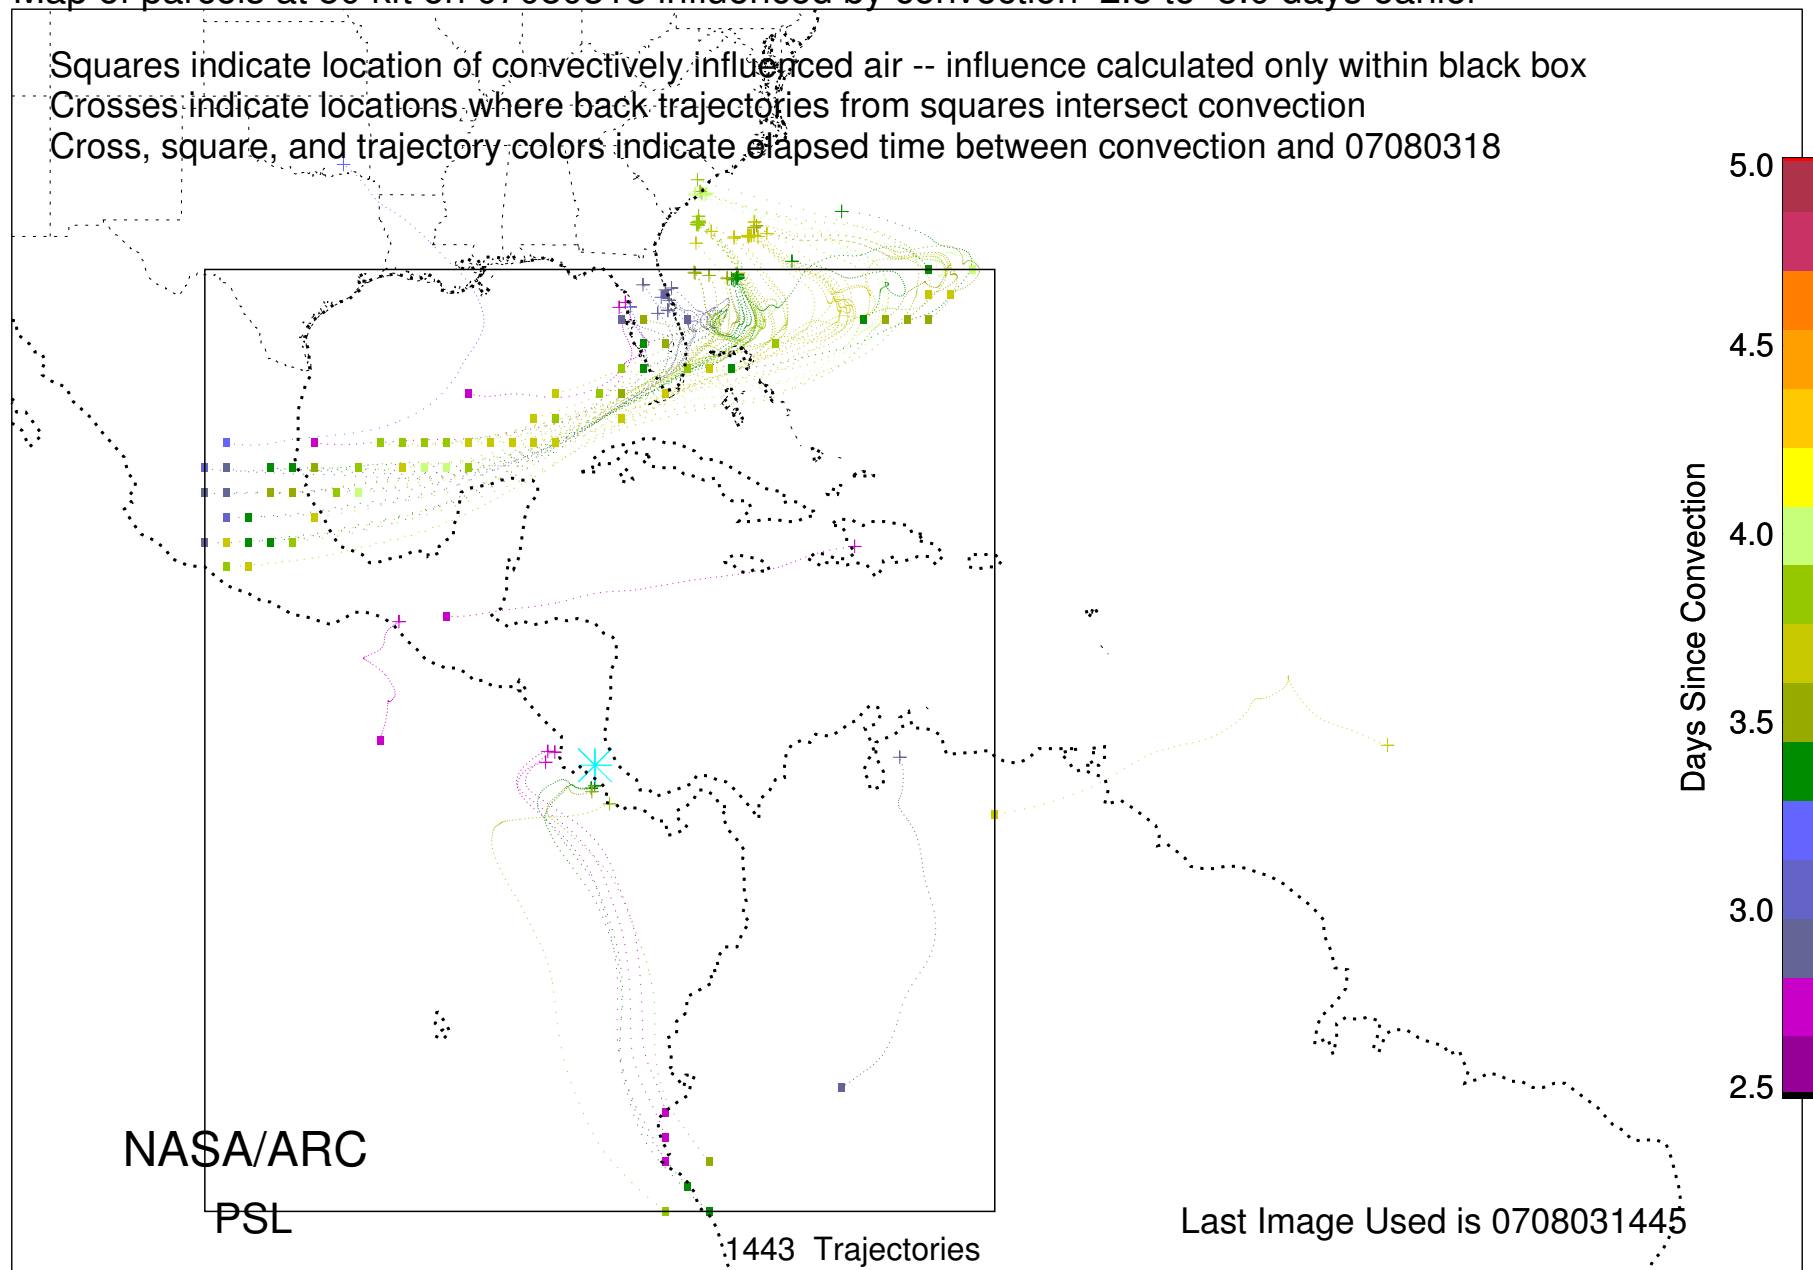 Squares indicate location of convectively influenced air -- influence calculated only within black box
Crosses indicate locations where back trajectories from squares intersect convection
Cross, square, and trajectory colors indicate elapsed time between convection and 07080318
5.0
4.5
4.0
3.5
3.0
2.5
Days Since Convection
NASA/ARC
PSL
Last Image Used is 0708031445
1443 Trajectories